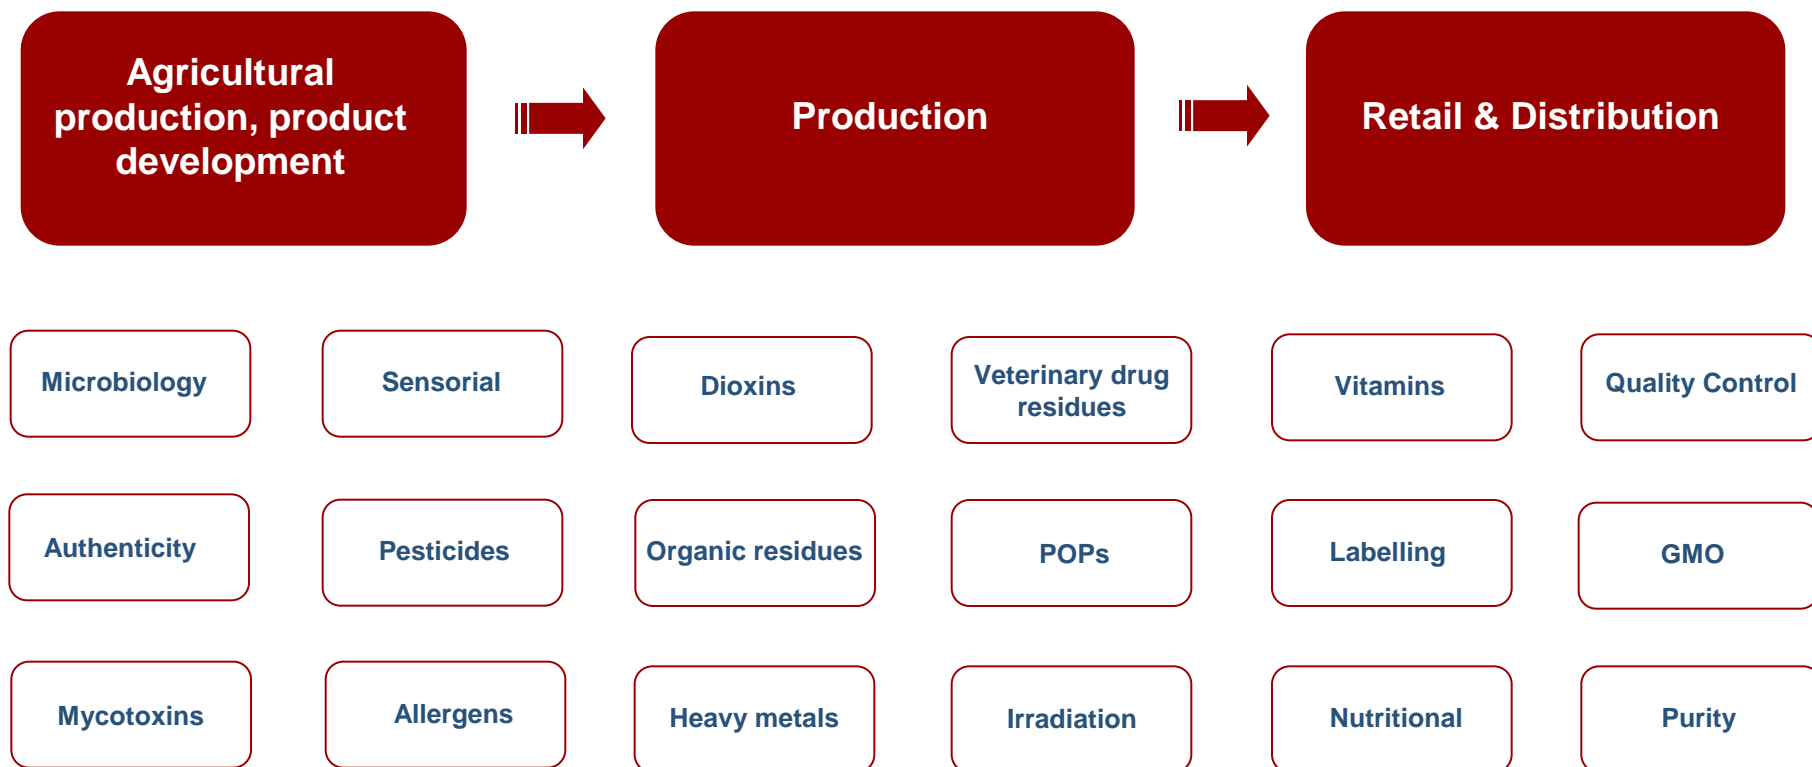 Agricultural
production, product
development
Production
Retail & Distribution
Microbiology
Sensorial
Dioxins
Veterinary drug
residues
Vitamins
Quality Control
Authenticity
Pesticides
Organic residues
POPs
Labelling
GMO
Mycotoxins
Allergens
Heavy metals
Irradiation
Nutritional
Purity